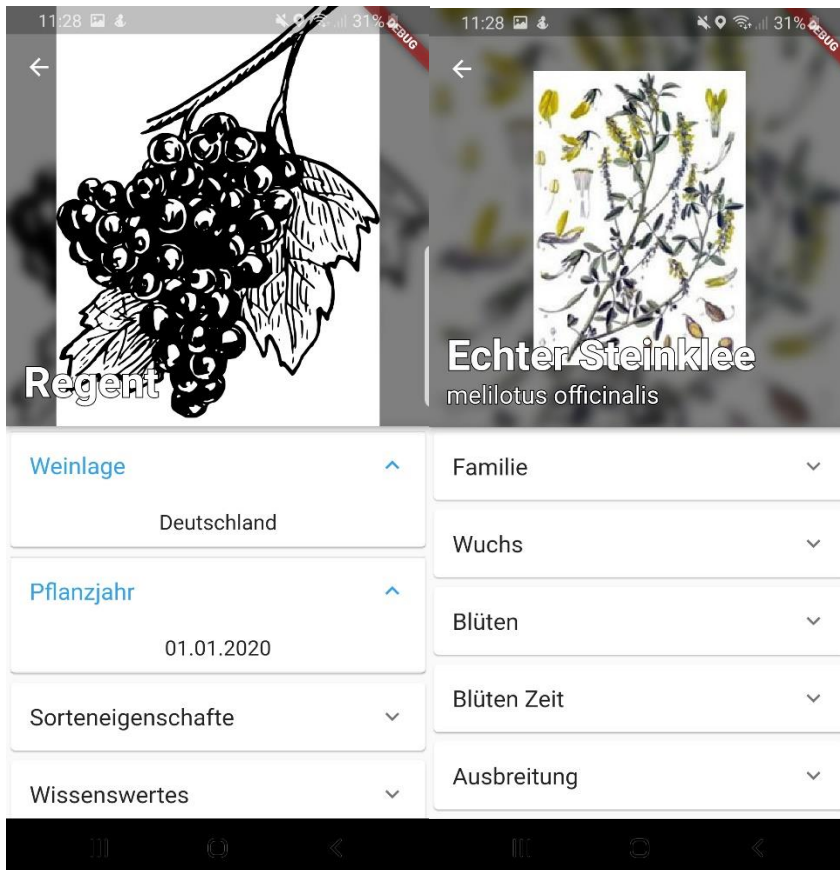 11:28 31%
DEBUG
Regent
Weinlage
Deutschland
Pflanzjahr
01.01.2020
Sorteneigenschafte
Wissenswertes
11:28 31%
DEBUG
Echter Steinklee
melilotus officinalis
Familie
Wuchs
Blüten
Blüten Zeit
Ausbreitung